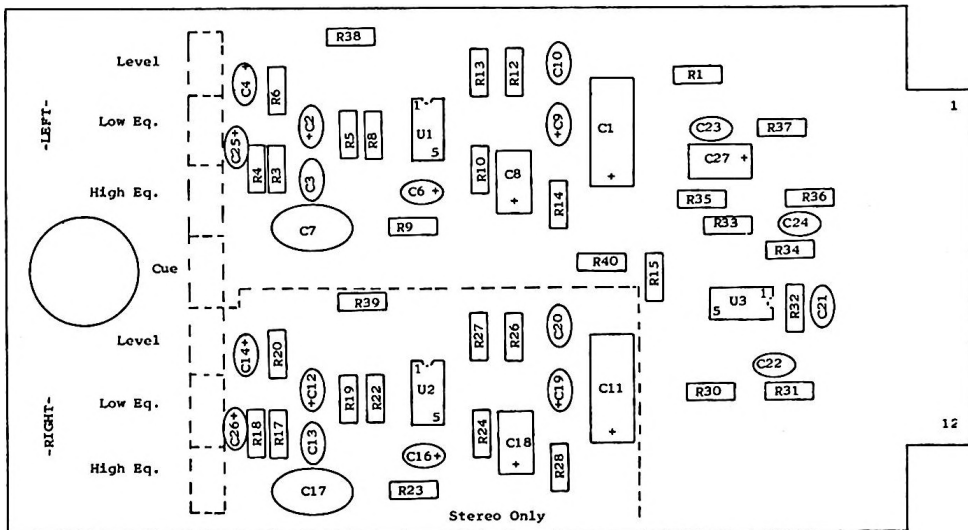 R38
Level
C4+
R6
R13
R12
C10
R1
-LEFT-
Low Eq.
+C2
R5
R8
1
U1
5
+C9
C1
+
C23
R37
1
C25+
R4
R3
C3
R10
C8
+
C27 +
High Eq.
C6+
R14
R35
R36
C7
R9
R33
C24
R34
Cue
R40
R15
R39
U3
1
5
R32
C21
Level
C14+
R20
R27
R26
C20
C22
-RIGHT-
Low Eq.
+C12
R19
R22
1
U2
5
+C19
C11
+
R30
R31
12
C26+
R18
R17
C13
R24
C18
+
High Eq.
C16+
R28
C17
R23
Stereo Only